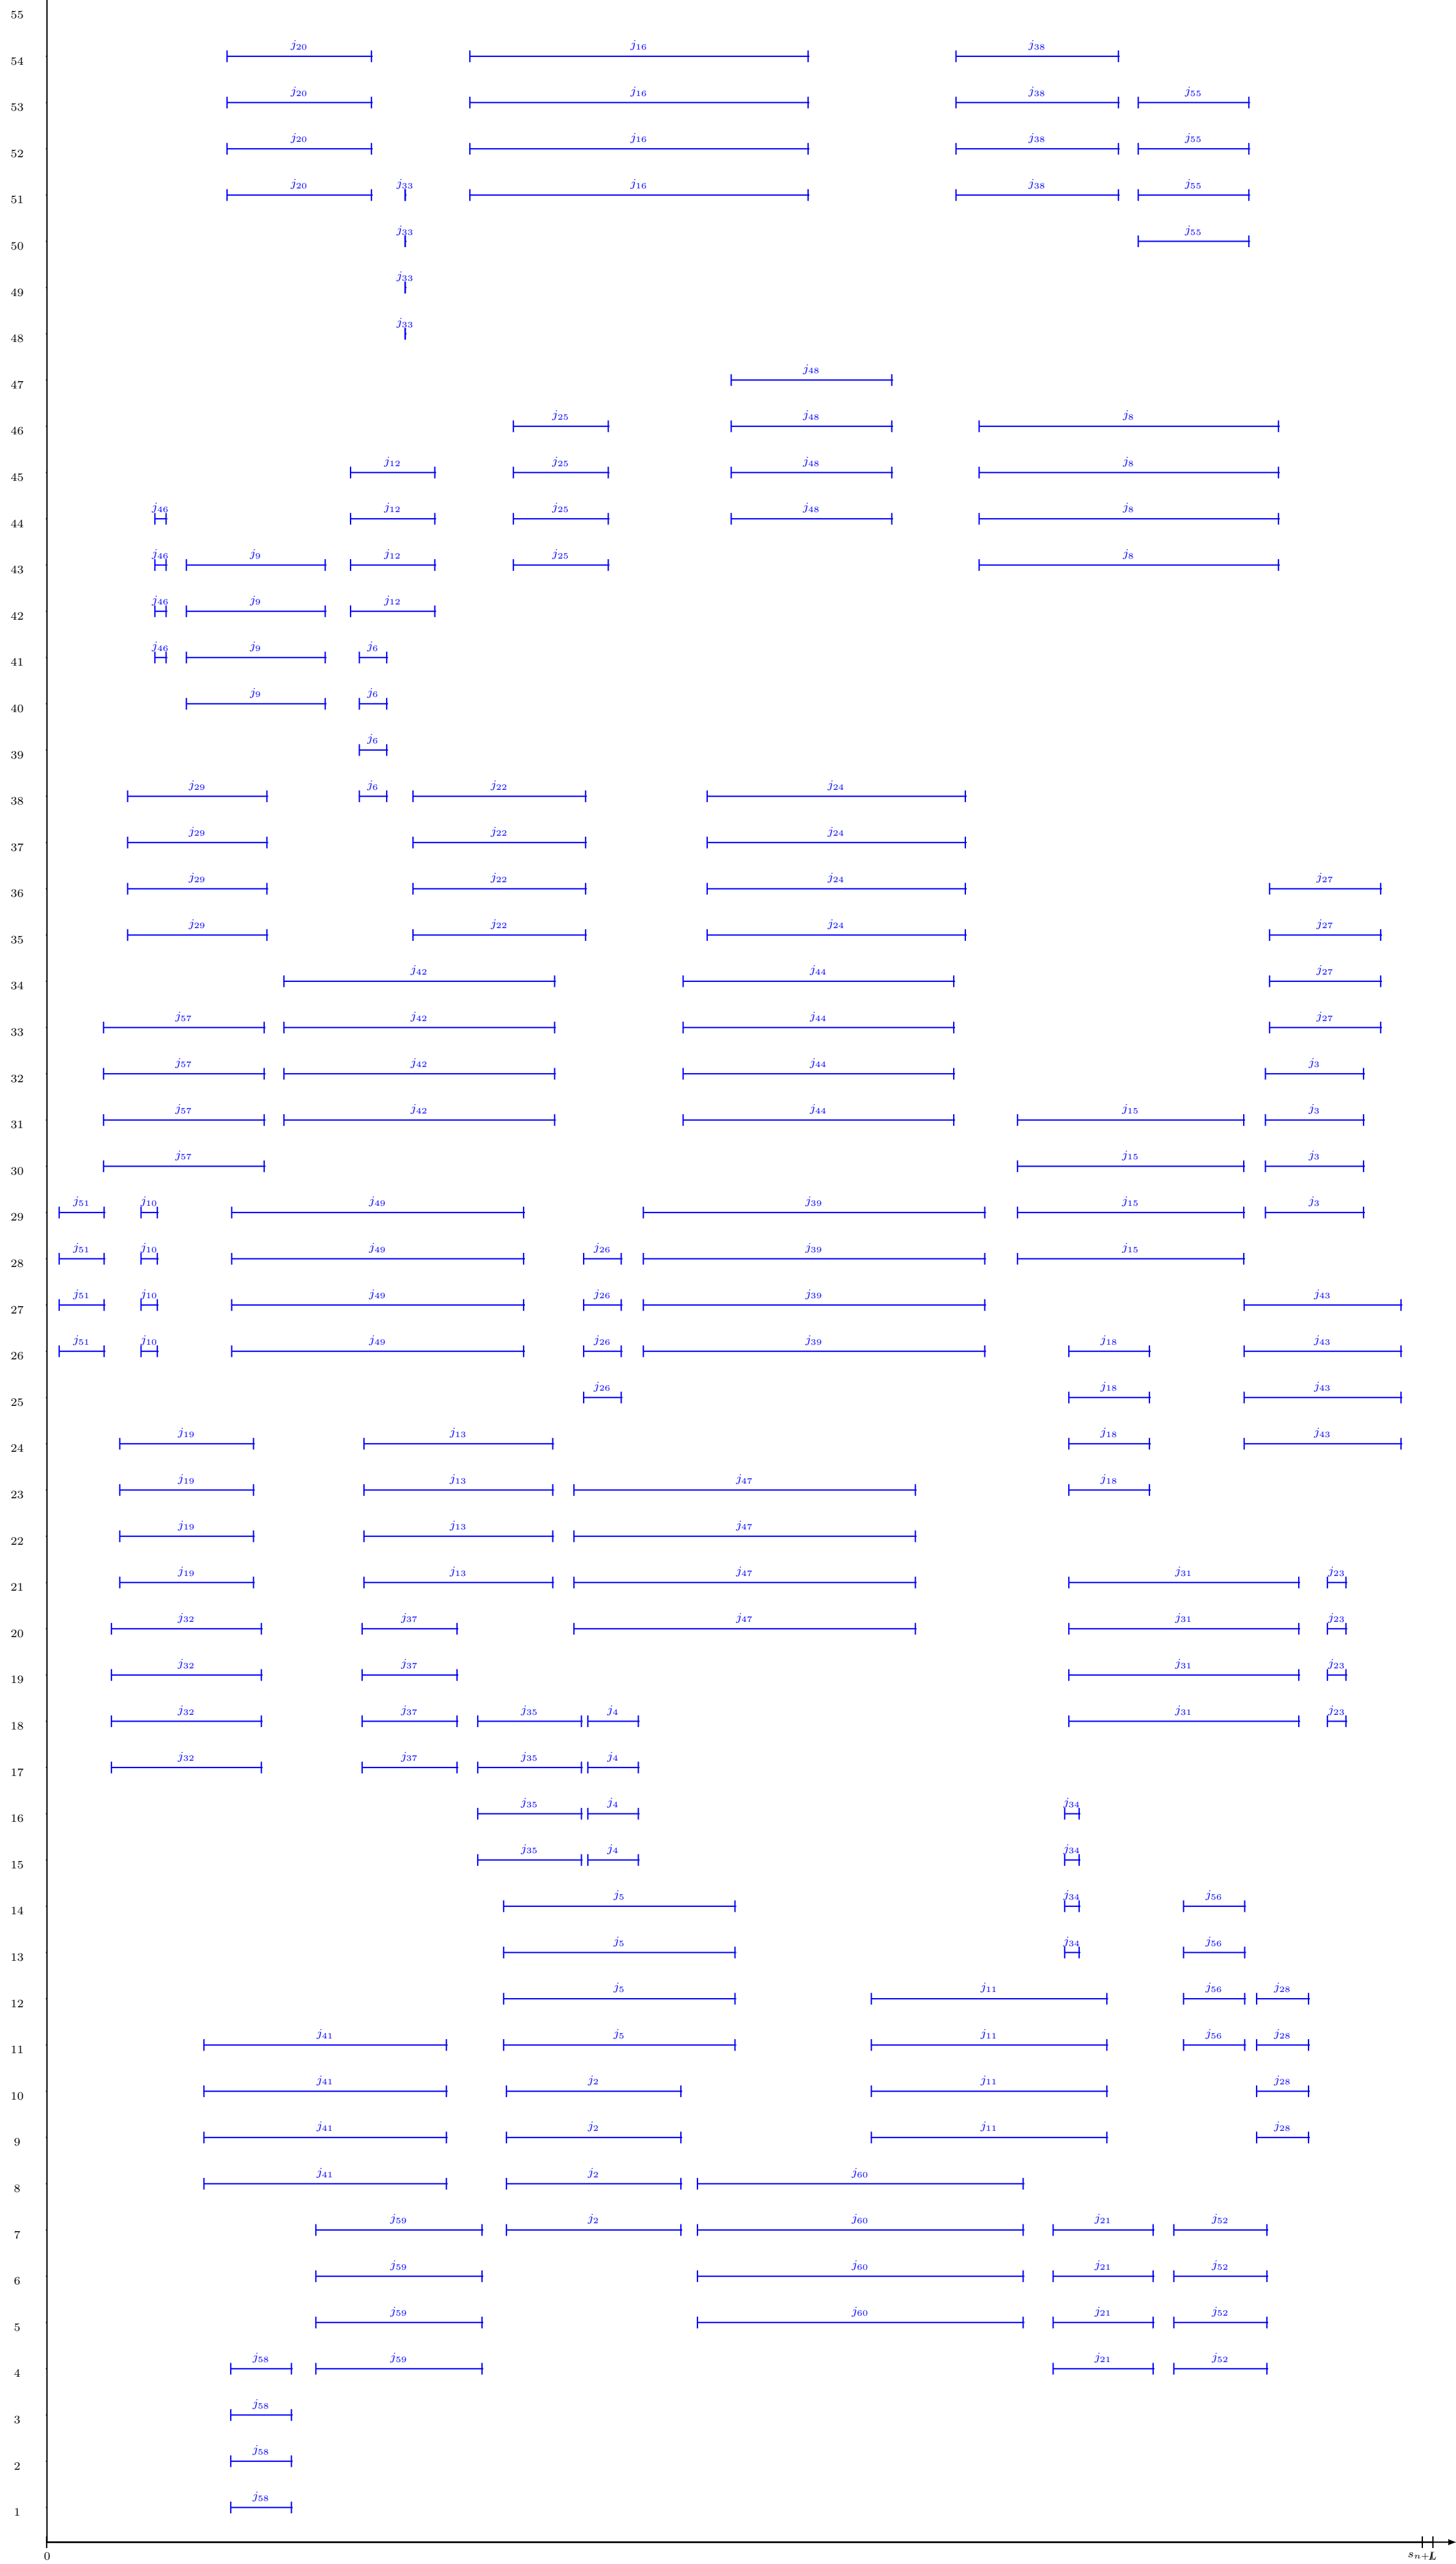 55
54 j₂₀ j₁₆ j₃₈
53 j₂₀ j₁₆ j₃₈ j₅₅
52 j₂₀ j₁₆ j₃₈ j₅₅
51 j₂₀ j₃₃ j₁₆ j₃₈ j₅₅
50 j₃₃ j₅₅
49 j₃₃
48 j₃₃
47 j₄₈
46 j₂₅ j₄₈ j₈
45 j₁₂ j₂₅ j₄₈ j₈
44 j₄₆ j₁₂ j₂₅ j₄₈ j₈
43 j₄₆ j₉ j₁₂ j₂₅ j₈
42 j₄₆ j₉ j₁₂
41 j₄₆ j₉ j₆
40 j₉ j₆
39 j₆
38 j₂₉ j₆ j₂₂ j₂₄
37 j₂₉ j₂₂ j₂₄
36 j₂₉ j₂₂ j₂₄ j₂₇
35 j₂₉ j₂₂ j₂₄ j₂₇
34 j₄₂ j₄₄ j₂₇
33 j₅₇ j₄₂ j₄₄ j₂₇
32 j₅₇ j₄₂ j₄₄ j₃
31 j₅₇ j₄₂ j₄₄ j₁₅ j₃
30 j₅₇ j₁₅ j₃
29 j₅₁ j₁₀ j₄₉ j₃₉ j₁₅ j₃
28 j₅₁ j₁₀ j₄₉ j₂₆ j₃₉ j₁₅
27 j₅₁ j₁₀ j₄₉ j₂₆ j₃₉ j₄₃
26 j₅₁ j₁₀ j₄₉ j₂₆ j₃₉ j₁₈ j₄₃
25 j₂₆ j₁₈ j₄₃
24 j₁₉ j₁₃ j₁₈ j₄₃
23 j₁₉ j₁₃ j₄₇ j₁₈
22 j₁₉ j₁₃ j₄₇
21 j₁₉ j₁₃ j₄₇ j₃₁ j₂₃
20 j₃₂ j₃₇ j₄₇ j₃₁ j₂₃
19 j₃₂ j₃₇ j₃₁ j₂₃
18 j₃₂ j₃₇ j₃₅ j₄ j₃₁ j₂₃
17 j₃₂ j₃₇ j₃₅ j₄
16 j₃₅ j₄ j₃₄
15 j₃₅ j₄ j₃₄
14 j₅ j₃₄ j₅₆
13 j₅ j₃₄ j₅₆
12 j₅ j₁₁ j₅₆ j₂₈
11 j₄₁ j₅ j₁₁ j₅₆ j₂₈
10 j₄₁ j₂ j₁₁ j₂₈
9 j₄₁ j₂ j₁₁ j₂₈
8 j₄₁ j₂ j₆₀
7 j₅₉ j₂ j₆₀ j₂₁ j₅₂
6 j₅₉ j₆₀ j₂₁ j₅₂
5 j₅₉ j₆₀ j₂₁ j₅₂
4 j₅₈ j₅₉ j₂₁ j₅₂
3 j₅₈
2 j₅₈
1 j₅₈
0 sₙ₊₁ L